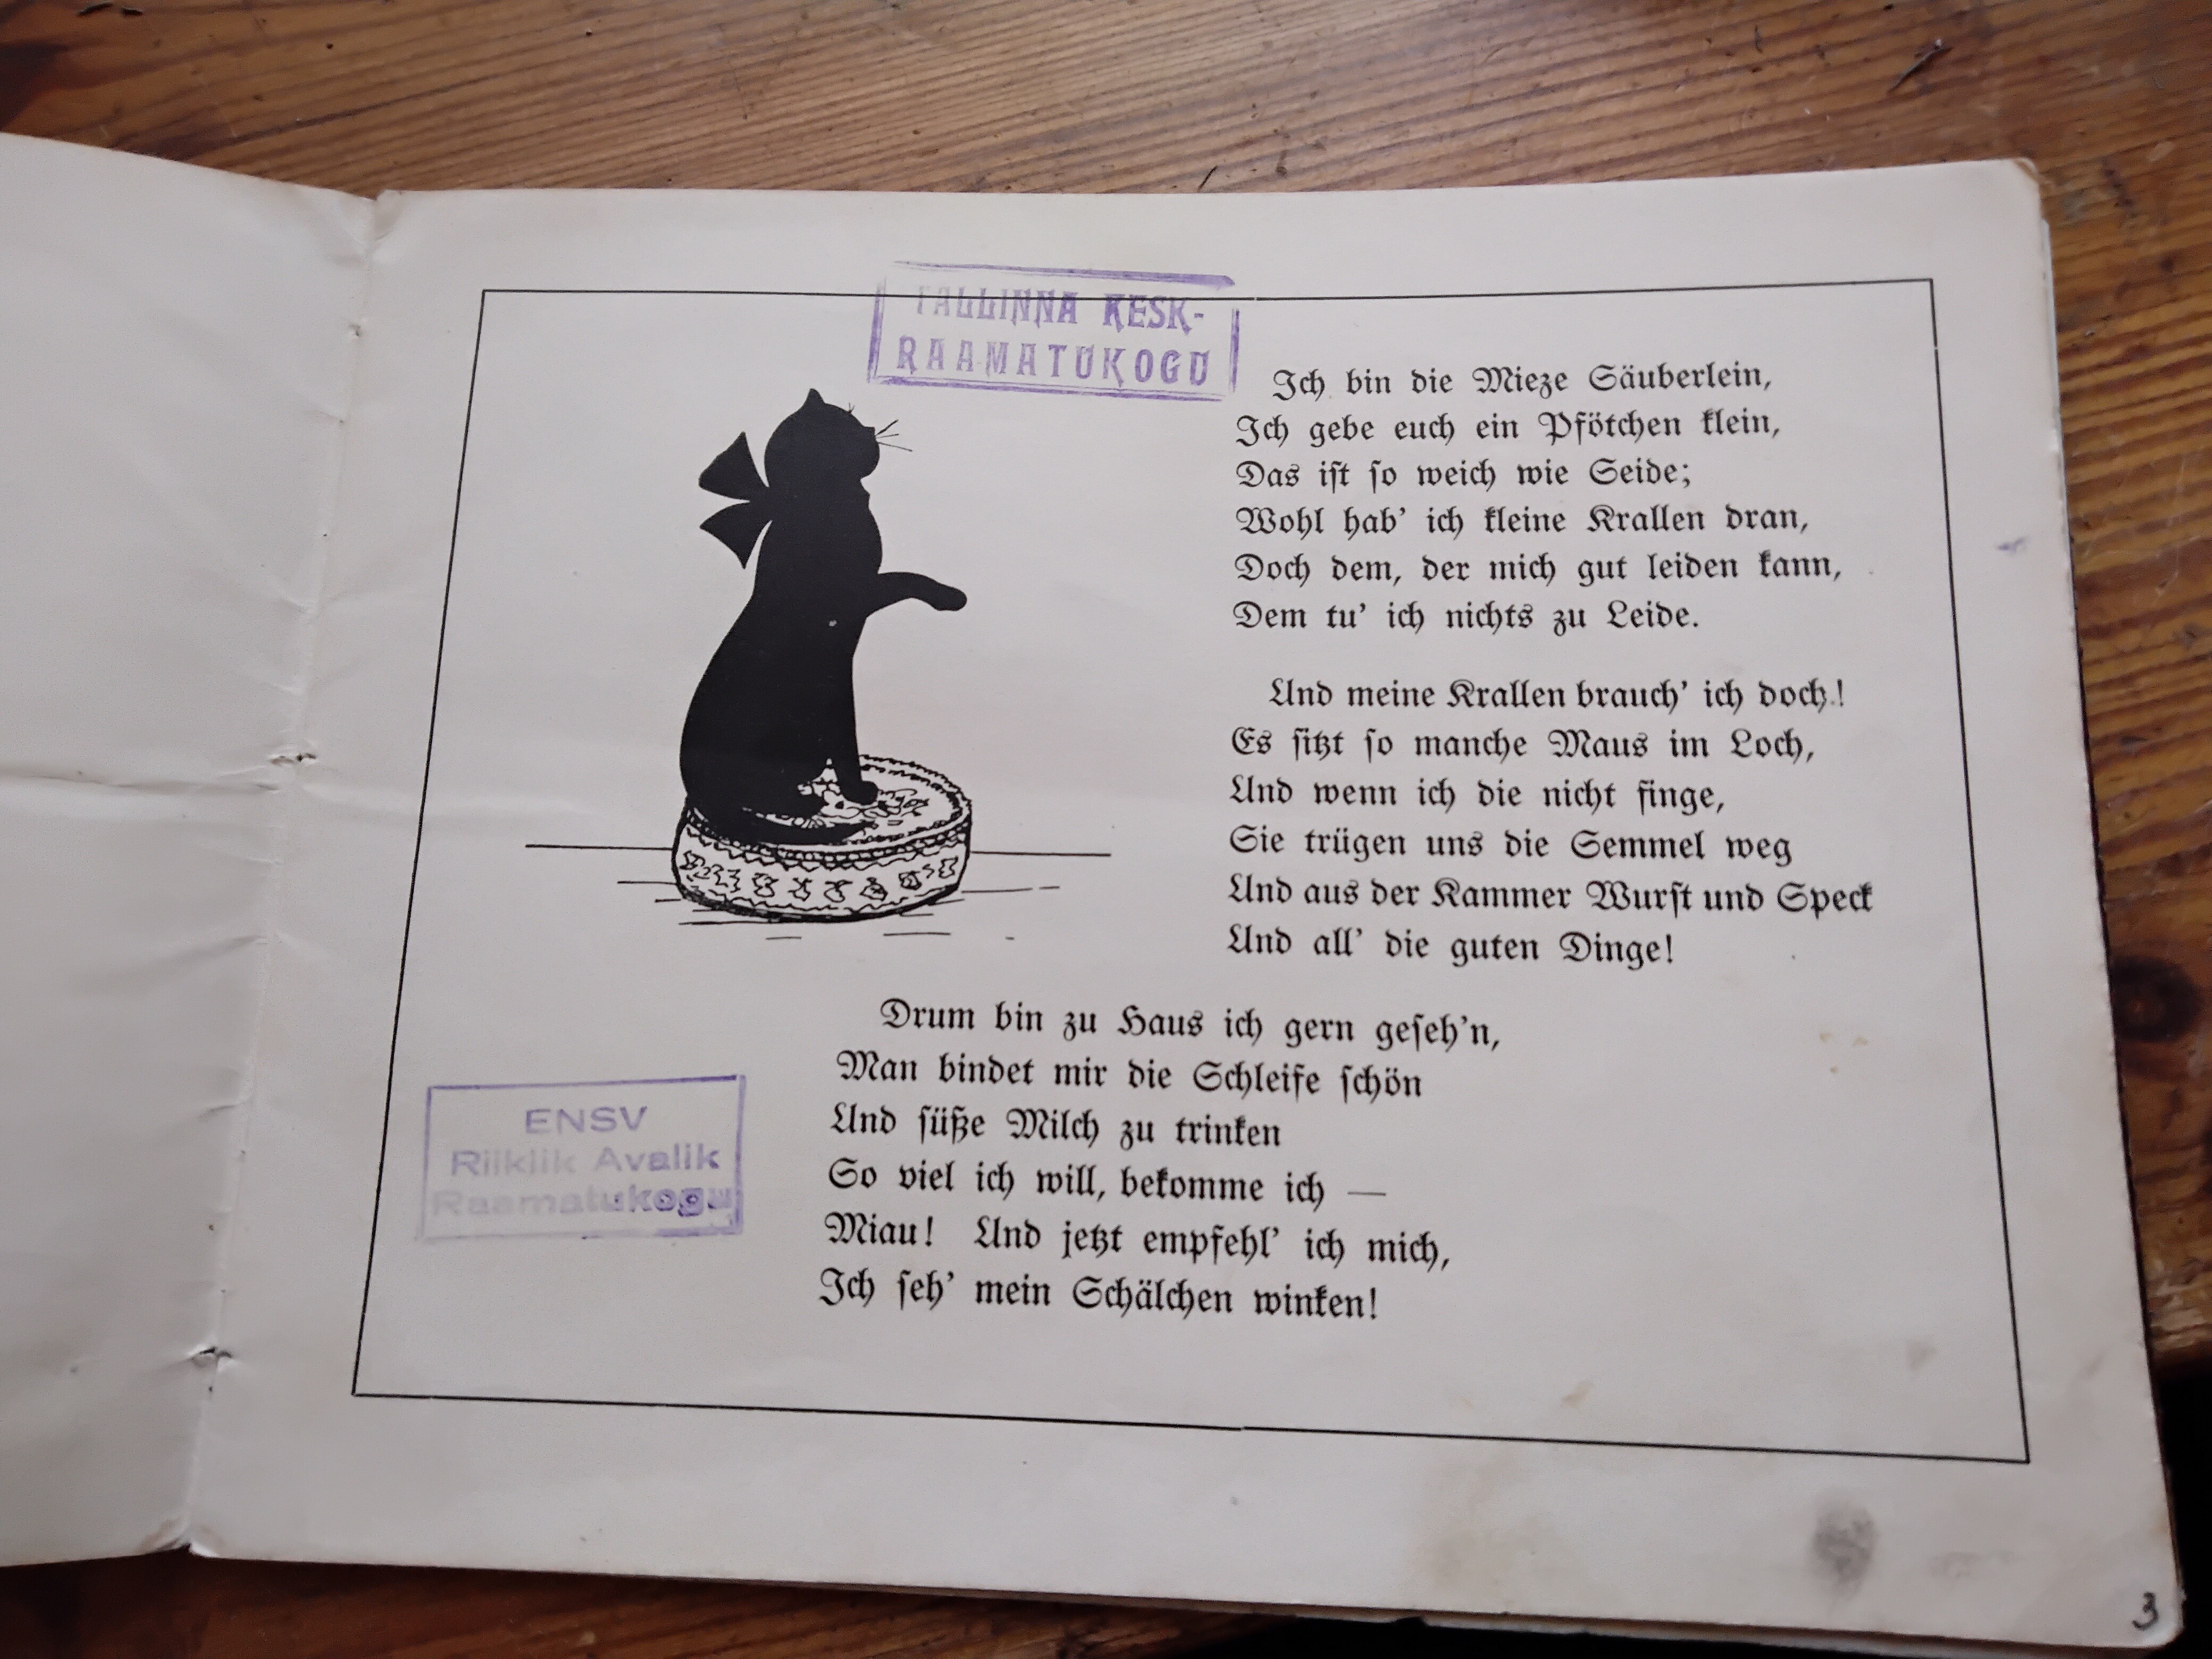 TALLINNA KESK-
RAAMATUKOGU
Ich bin die Mieze Säuberlein,
Ich gebe euch ein Pfötchen klein,
Das iſt ſo weich wie Seide;
Wohl hab’ ich kleine Krallen dran,
Doch dem, der mich gut leiden kann,
Dem tu’ ich nichts zu Leide.
Und meine Krallen brauch’ ich doch!
Es ſitzt ſo manche Maus im Loch,
Und wenn ich die nicht finge,
Sie trügen uns die Semmel weg
Und aus der Kammer Wurſt und Speck
Und all’ die guten Dinge!
Drum bin zu Haus ich gern geſeh’n,
Man bindet mir die Schleife ſchön
Und ſüße Milch zu trinken
So viel ich will, bekomme ich —
Miau! Und jetzt empfehl’ ich mich,
Ich ſeh’ mein Schälchen winken!
ENSV
Riiklik Avalik
Raamatukogu
3